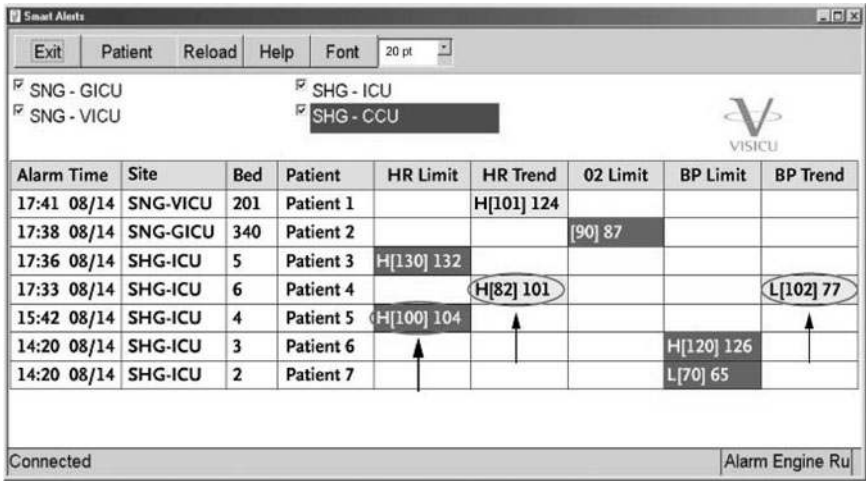 Smart Alerts
Exit Patient Reload Help Font 20 pt
SNG - GICU SHG - ICU
SNG - VICU SHG - CCU
VISICU
Alarm Time Site Bed Patient HR Limit HR Trend 02 Limit BP Limit BP Trend
17:41 08/14 SNG-VICU 201 Patient 1 H[101] 124
17:38 08/14 SNG-GICU 340 Patient 2 [90] 87
17:36 08/14 SHG-ICU 5 Patient 3 H[130] 132
17:33 08/14 SHG-ICU 6 Patient 4 H[82] 101 L[102] 77
15:42 08/14 SHG-ICU 4 Patient 5 H[100] 104
14:20 08/14 SHG-ICU 3 Patient 6 H[120] 126
14:20 08/14 SHG-ICU 2 Patient 7 L[70] 65
Connected Alarm Engine Ru